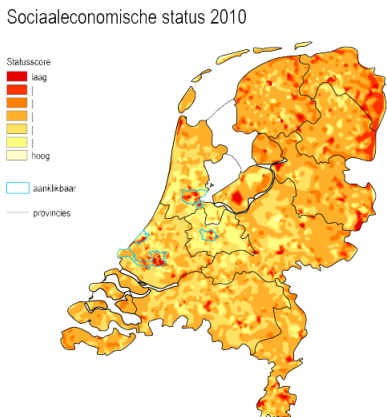 Sociaaleconomische status 2010
Statusscore
laag
|
|
|
|
hoog
aanklikbaar
provincies